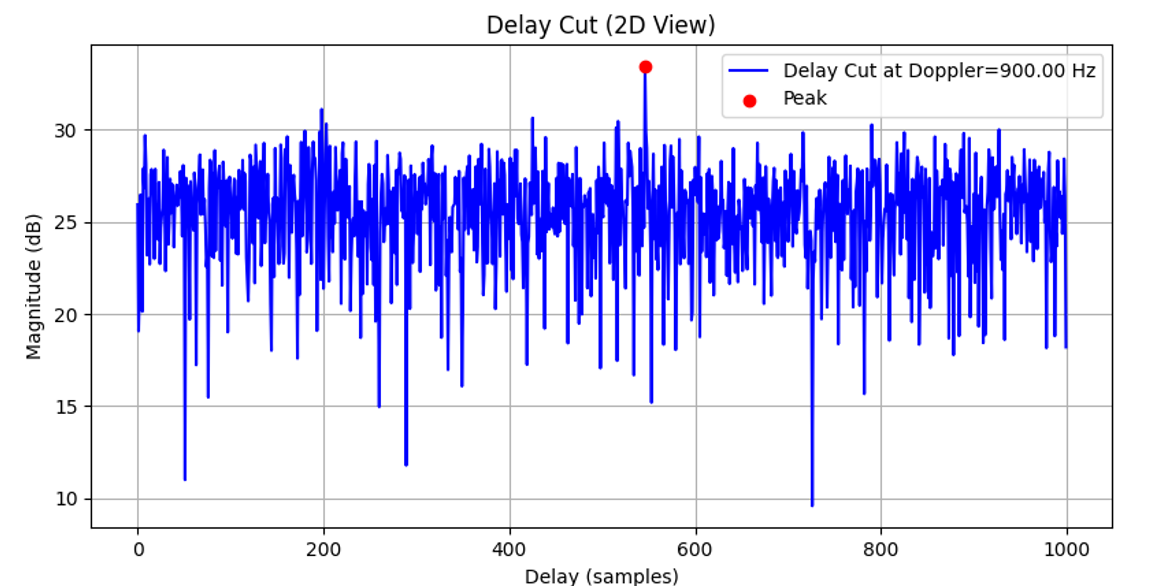 Delay Cut (2D View)
Delay Cut at Doppler=900.00 Hz
Peak
30
25
20
15
10
Magnitude (dB)
0
200
400
600
800
1000
Delay (samples)